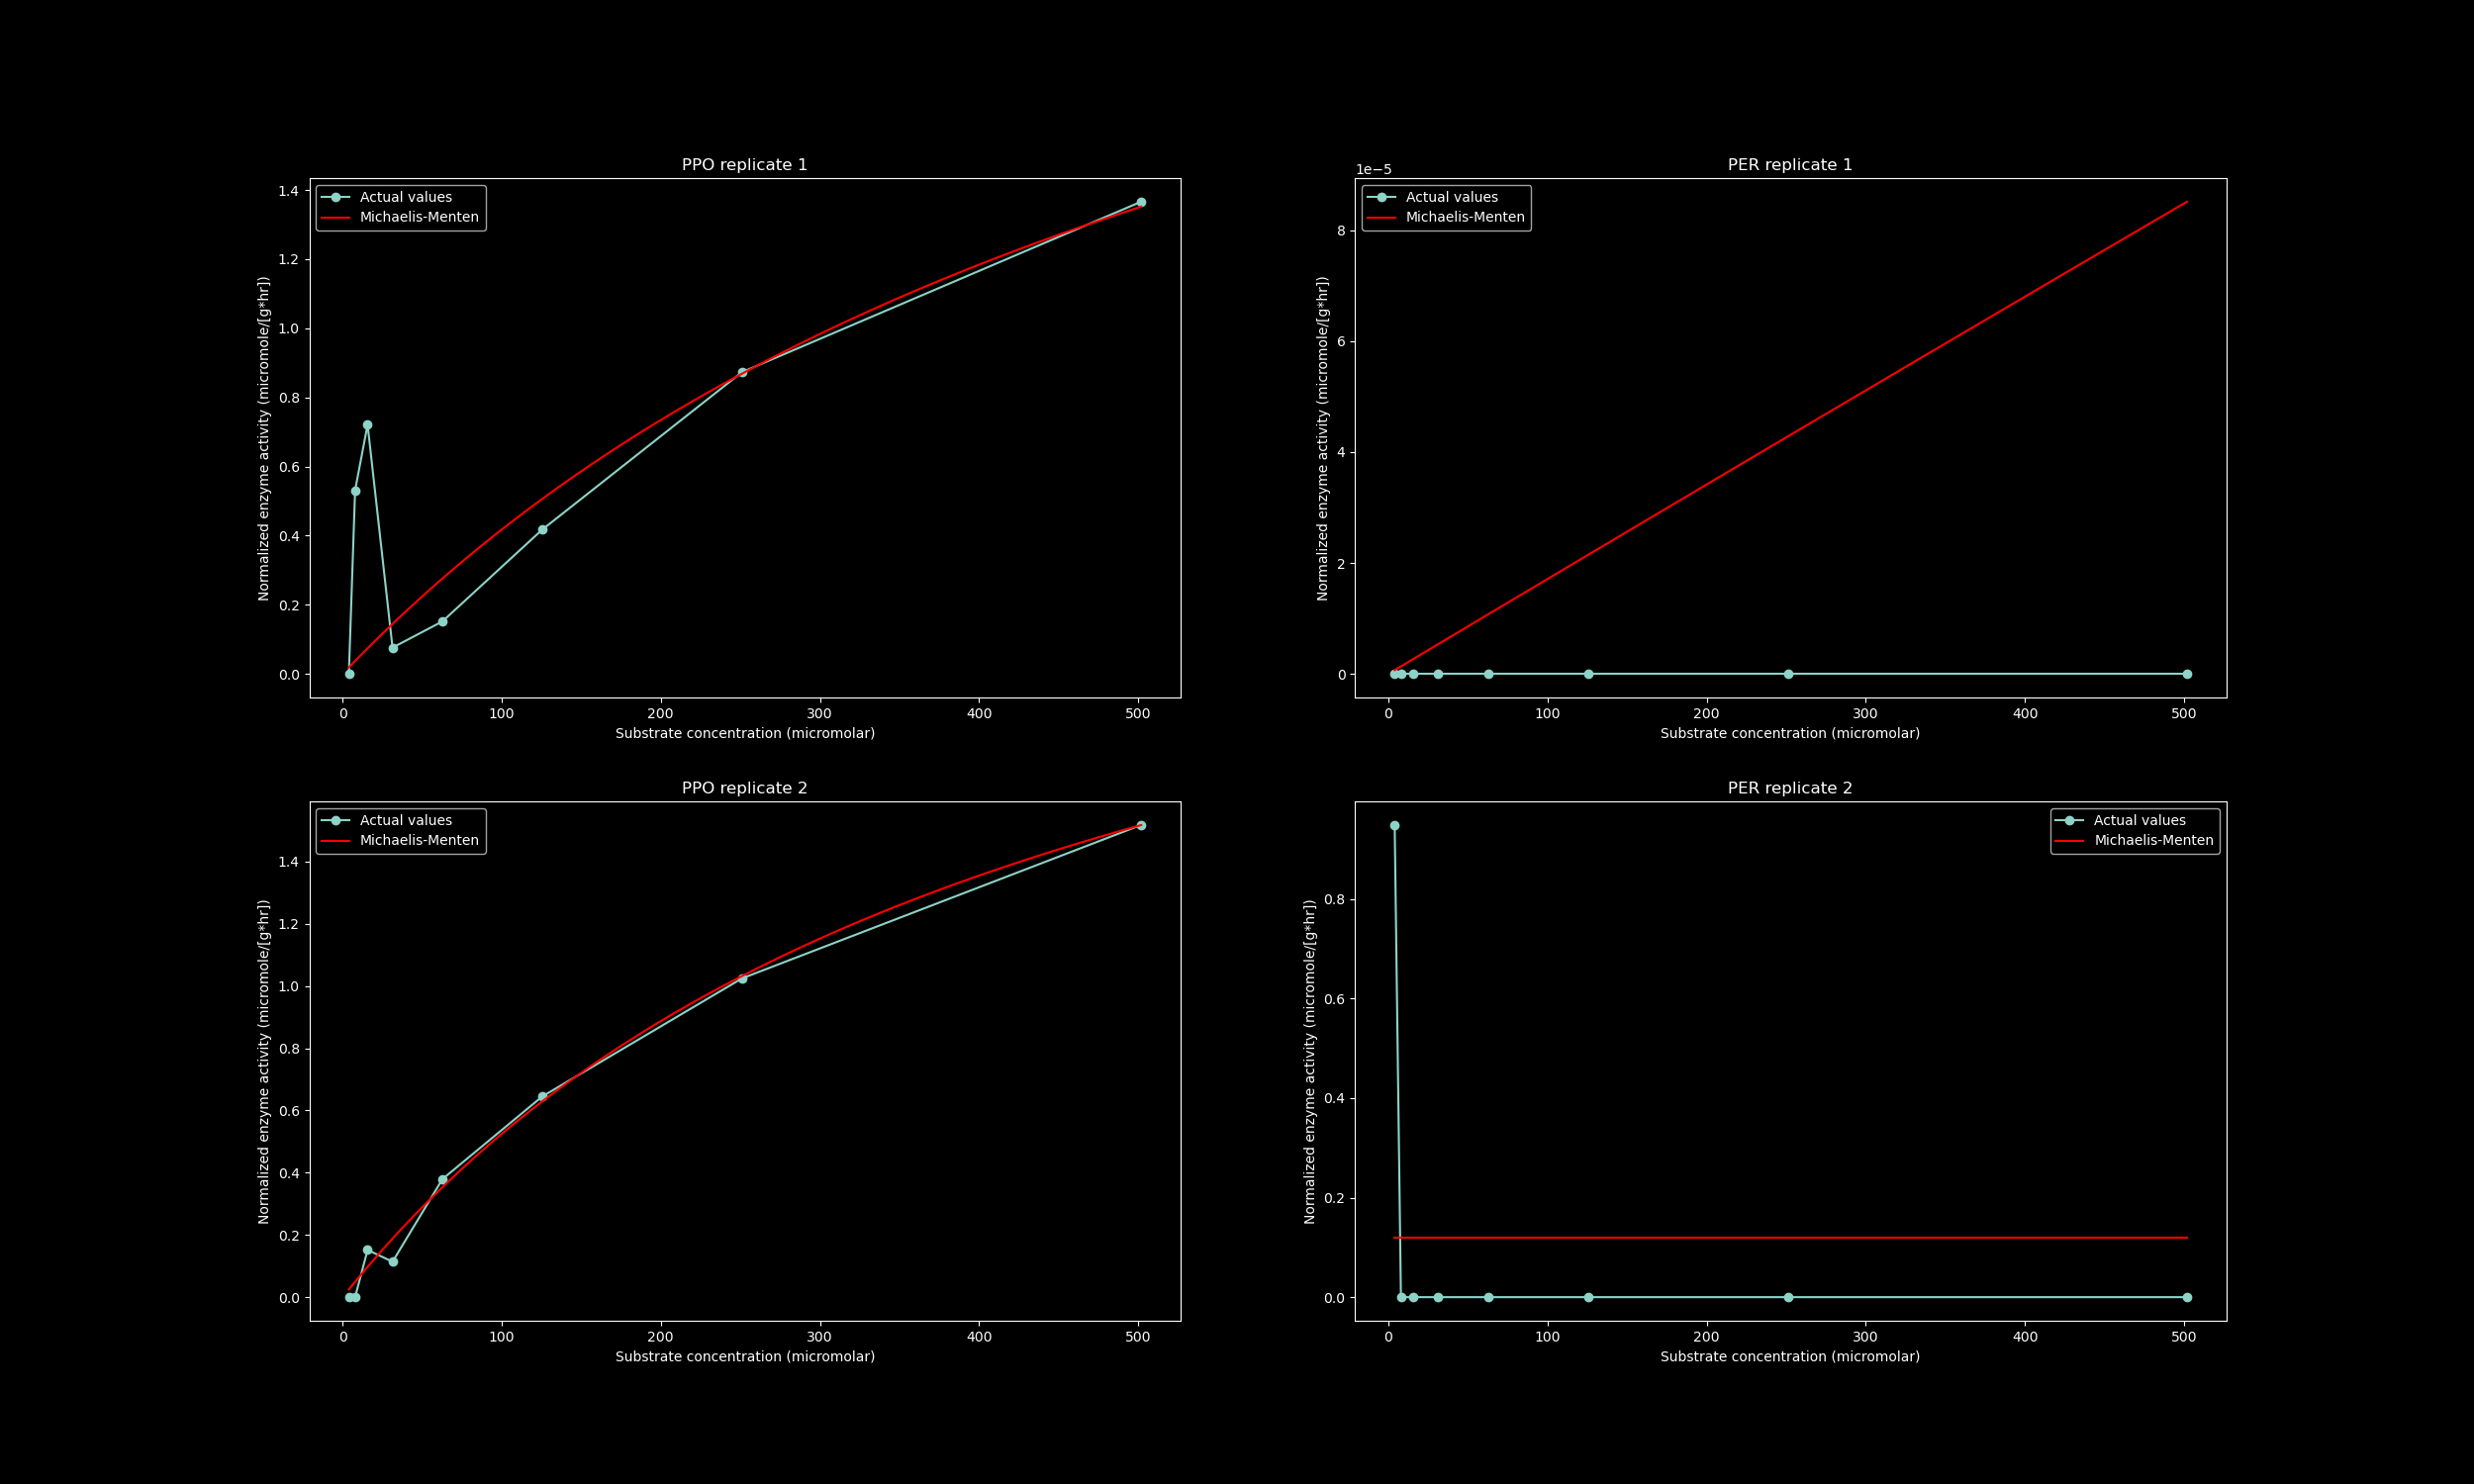 PPO replicate 1
Actual values
Michaelis-Menten
Normalized enzyme activity (micromole/[g*hr])
1.4
1.2
1.0
0.8
0.6
0.4
0.2
0.0
0 100 200 300 400 500
Substrate concentration (micromolar)
PER replicate 1
1e−5
Actual values
Michaelis-Menten
Normalized enzyme activity (micromole/[g*hr])
8
6
4
2
0
0 100 200 300 400 500
Substrate concentration (micromolar)
PPO replicate 2
Actual values
Michaelis-Menten
Normalized enzyme activity (micromole/[g*hr])
1.4
1.2
1.0
0.8
0.6
0.4
0.2
0.0
0 100 200 300 400 500
Substrate concentration (micromolar)
PER replicate 2
Actual values
Michaelis-Menten
Normalized enzyme activity (micromole/[g*hr])
0.8
0.6
0.4
0.2
0.0
0 100 200 300 400 500
Substrate concentration (micromolar)